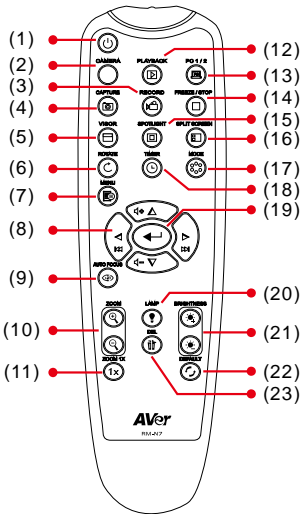 (1)
(2)
(3)
(4)
(5)
(6)
(7)
(8)
(9)
(10)
(11)
CAMERA
PLAYBACK
PC 1 / 2
CAPTURE
RECORD
FREEZE / STOP
VISOR
SPOTLIGHT
SPLIT SCREEN
ROTATE
TIMER
MODE
MENU
AUTO FOCUS
ZOOM
LAMP
BRIGHTNESS
DEL
ZOOM 1X
1x
DEFAULT
AVer
RM-N7
(12)
(13)
(14)
(15)
(16)
(17)
(18)
(19)
(20)
(21)
(22)
(23)